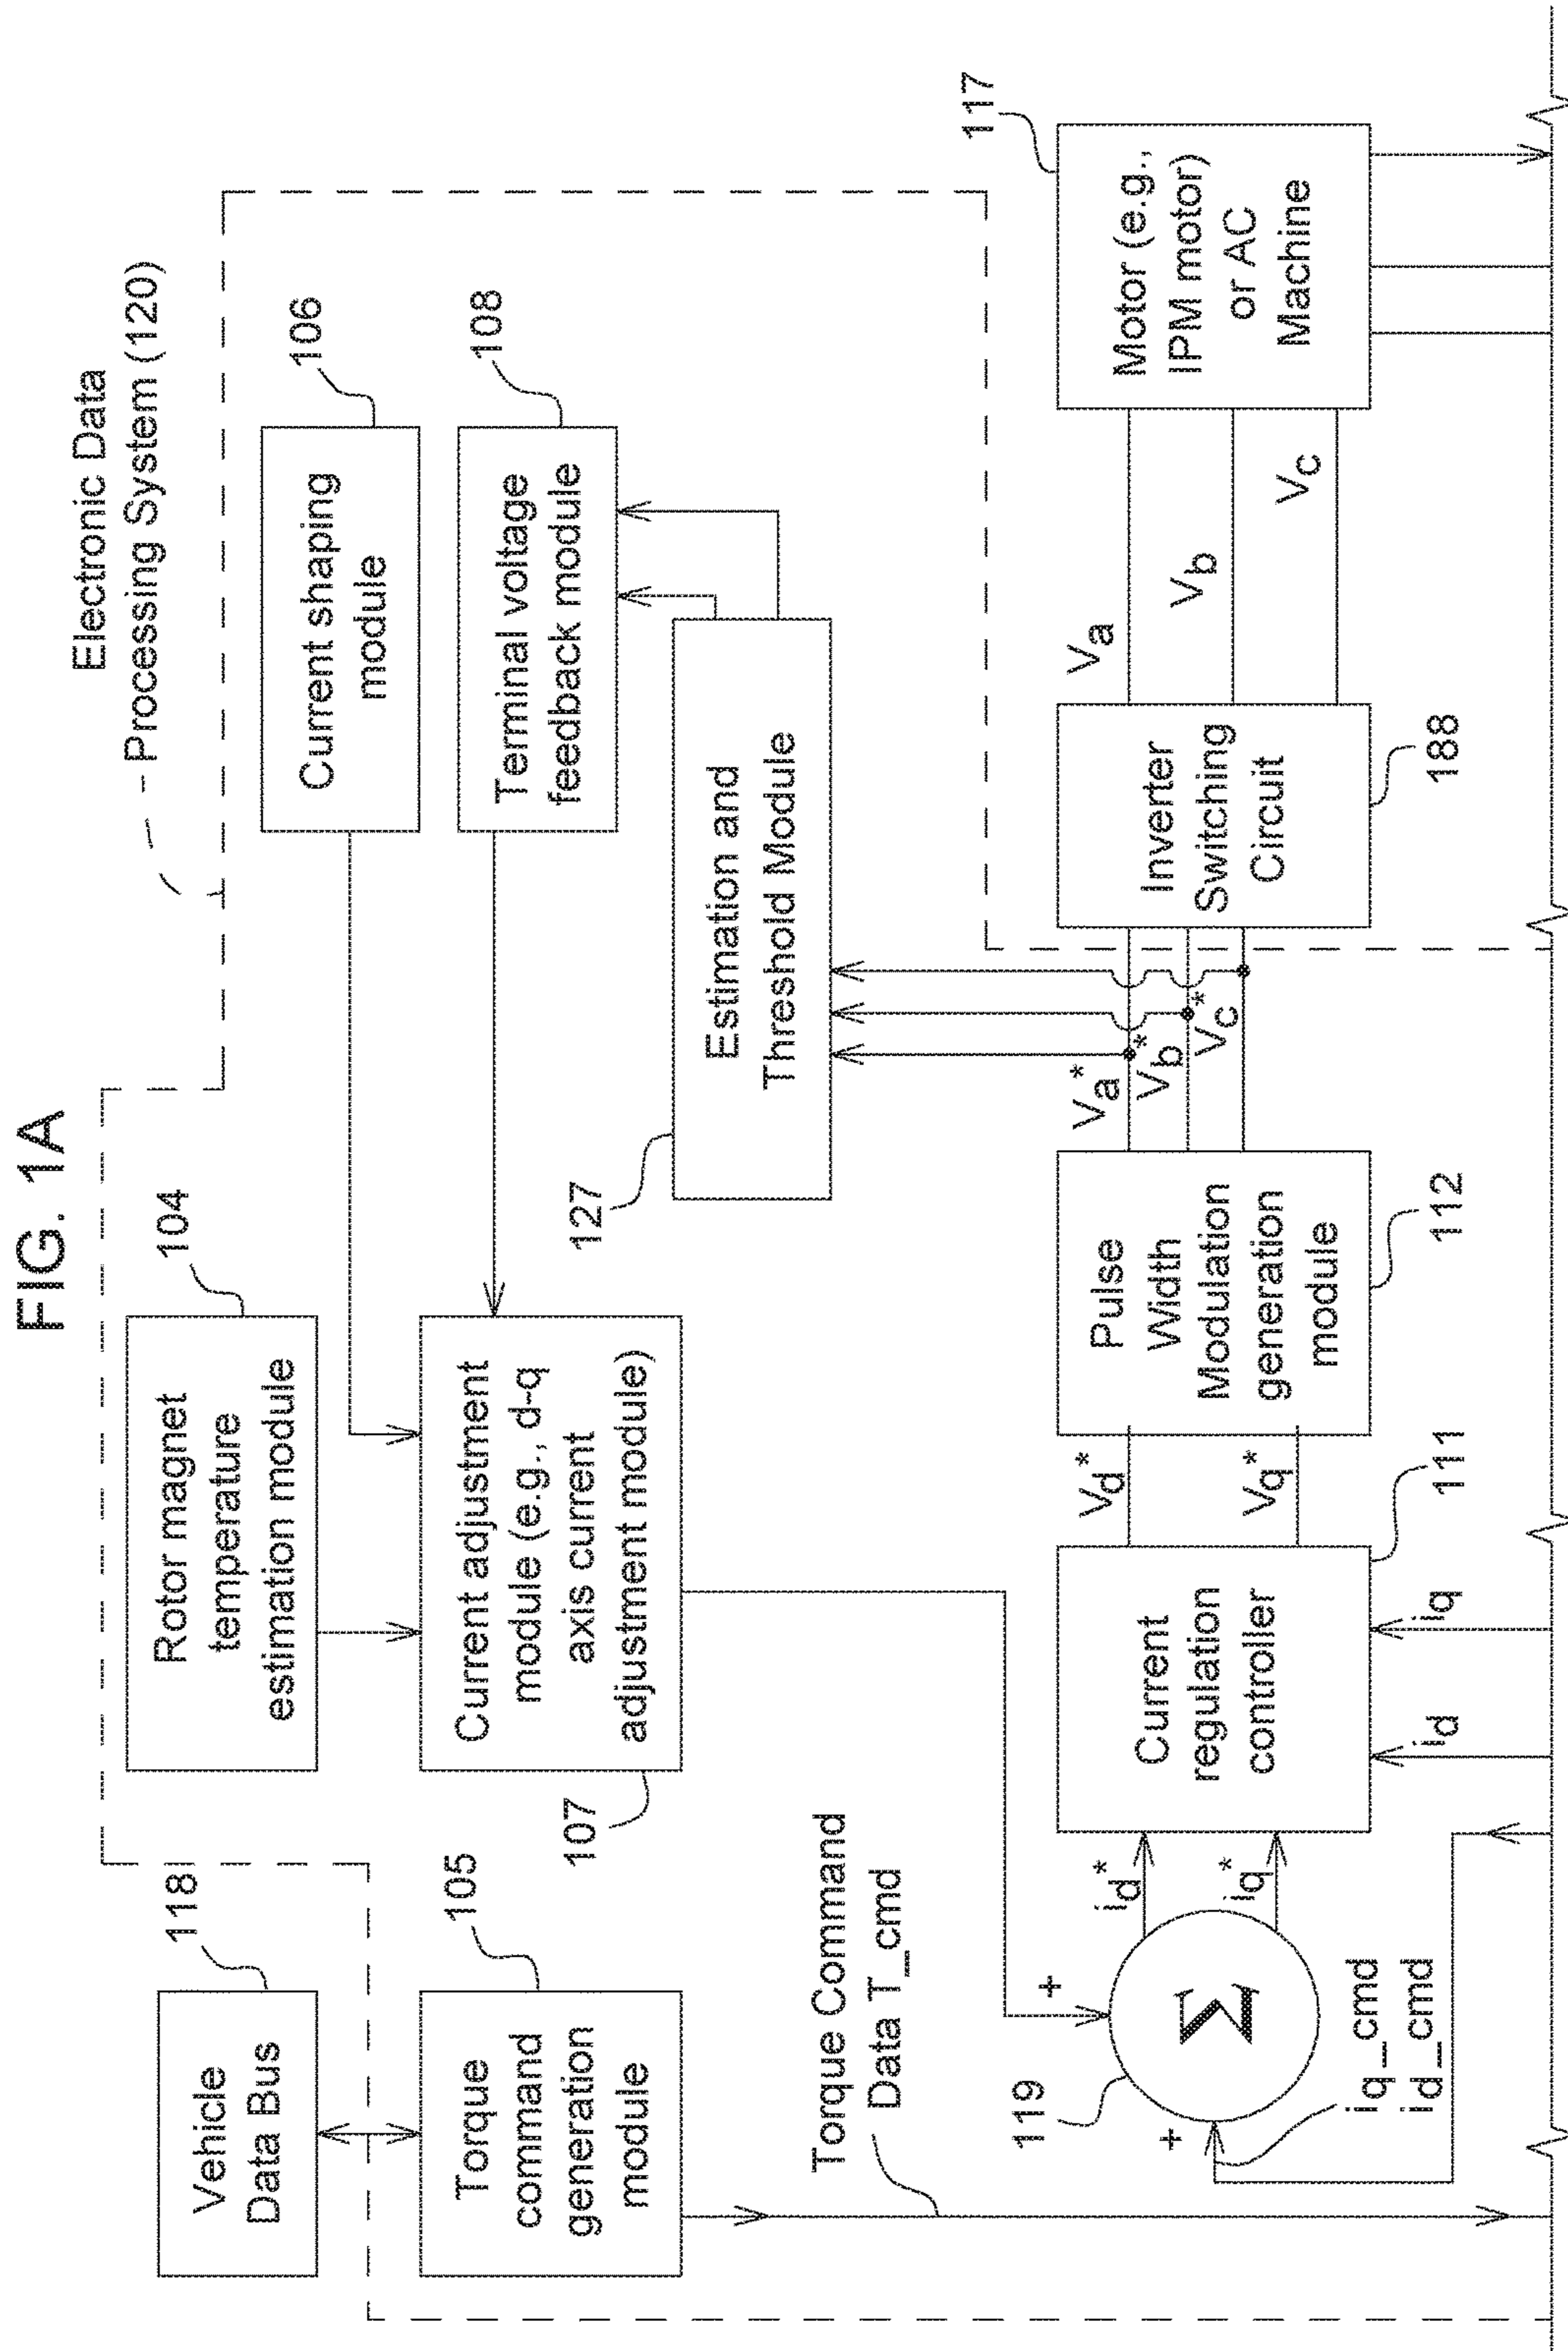 FIG. 1A
Electronic Data
Processing System (120)
118
Vehicle
Data Bus
104
Rotor magnet
temperature
estimation module
106
Current shaping
module
105
Torque
command
generation
module
107
Current adjustment
module (e.g., d-q
axis current
adjustment module)
108
Terminal voltage
feedback module
127
Estimation and
Threshold Module
Torque Command
Data T_cmd
119
+
+
Σ
iq_cmd
id_cmd
id*
iq*
Current
regulation
controller
id
iq
111
Vd*
Vq*
Pulse
Width
Modulation
generation
module
112
Va*
Vb*
Vc*
Inverter
Switching
Circuit
188
Va
Vb
Vc
117
Motor (e.g.,
IPM motor)
or AC
Machine